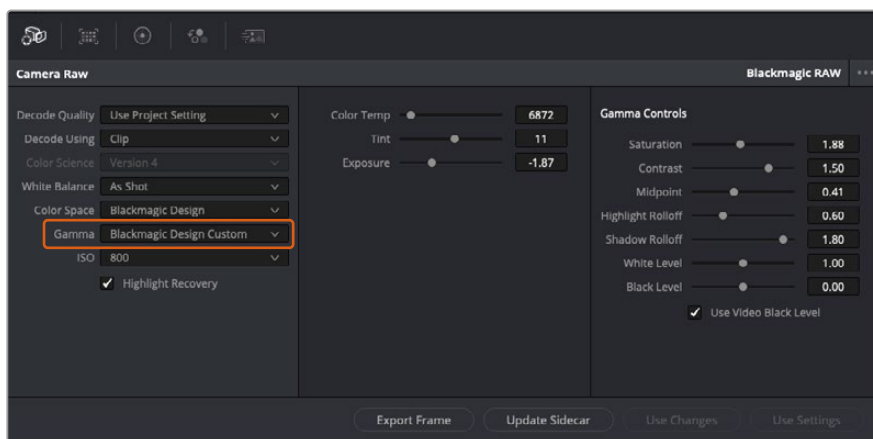 Camera Raw
Blackmagic RAW
Decode Quality Use Project Setting
Decode Using Clip
Color Science Version 4
White Balance As Shot
Color Space Blackmagic Design
Gamma Blackmagic Design Custom
ISO 800
Highlight Recovery
Color Temp 6872
Tint 11
Exposure -1.87
Gamma Controls
Saturation 1.88
Contrast 1.50
Midpoint 0.41
Highlight Rolloff 0.60
Shadow Rolloff 1.80
White Level 1.00
Black Level 0.00
Use Video Black Level
Export Frame
Update Sidecar
Use Changes
Use Settings